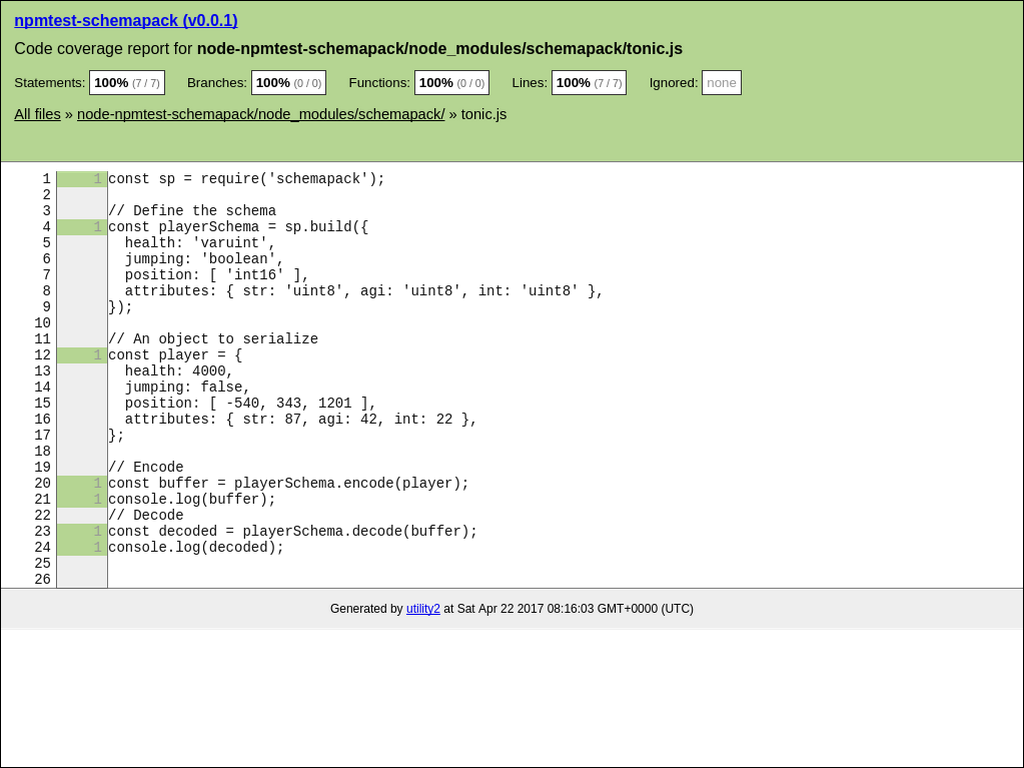 npmtest-schemapack (v0.0.1)
Code coverage report for node-npmtest-schemapack/node_modules/schemapack/tonic.js
Statements: 100% (7 / 7) Branches: 100% (0 / 0) Functions: 100% (0 / 0) Lines: 100% (7 / 7) Ignored: none
All files » node-npmtest-schemapack/node_modules/schemapack/ » tonic.js
1 1 const sp = require('schemapack');
2
3 // Define the schema
4 1 const playerSchema = sp.build({
5   health: 'varuint',
6   jumping: 'boolean',
7   position: [ 'int16' ],
8   attributes: { str: 'uint8', agi: 'uint8', int: 'uint8' },
9 });
10
11 // An object to serialize
12 1 const player = {
13   health: 4000,
14   jumping: false,
15   position: [ -540, 343, 1201 ],
16   attributes: { str: 87, agi: 42, int: 22 },
17 };
18
19 // Encode
20 1 const buffer = playerSchema.encode(player);
21 1 console.log(buffer);
22 // Decode
23 1 const decoded = playerSchema.decode(buffer);
24 1 console.log(decoded);
25
26
Generated by utility2 at Sat Apr 22 2017 08:16:03 GMT+0000 (UTC)